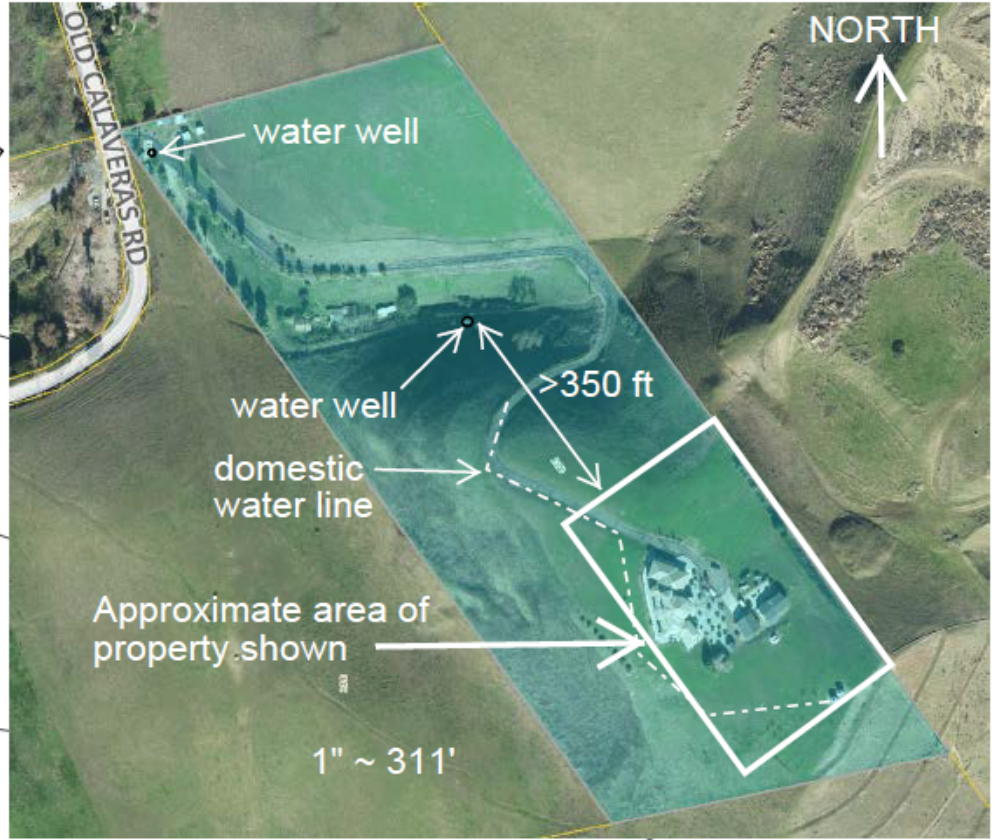 OLD CALAVERAS RD
NORTH
water well
>350 ft
water well
domestic
water line
Approximate area of
property shown
1" ~ 311'